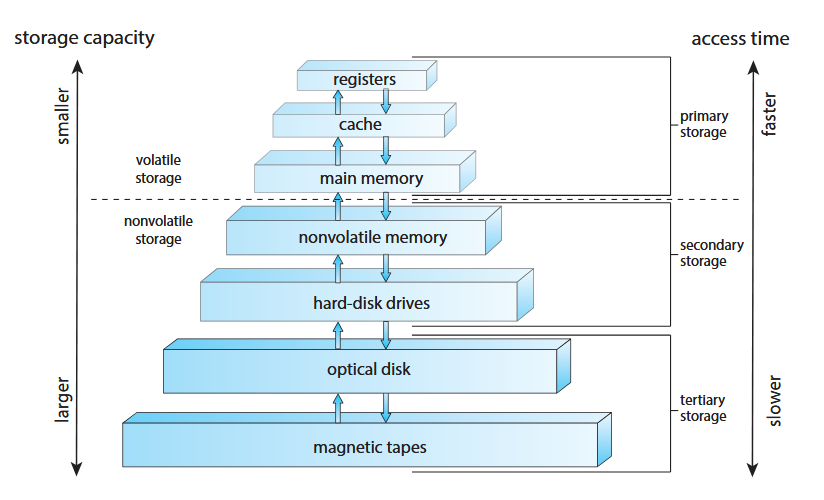 storage capacity
access time
smaller
faster
registers
cache
primary
storage
volatile
storage
main memory
nonvolatile
storage
nonvolatile memory
secondary
storage
hard-disk drives
optical disk
larger
slower
tertiary
storage
magnetic tapes